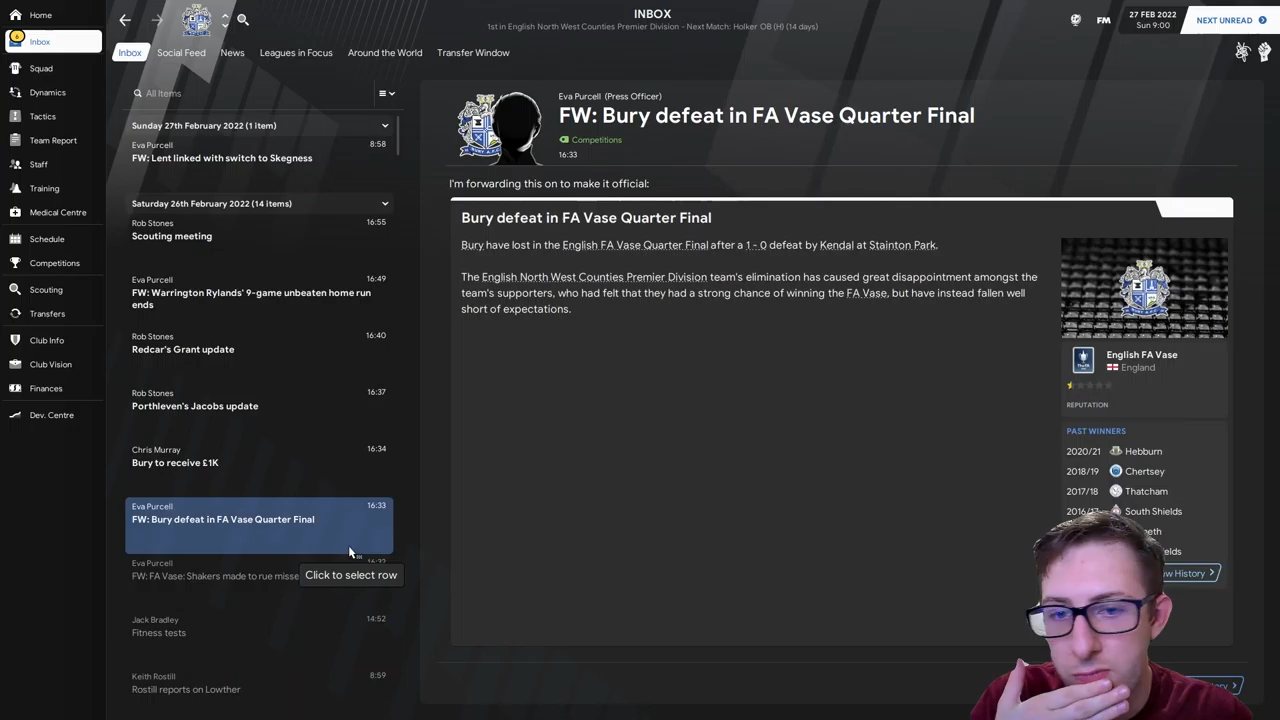 Home
6
Inbox
Squad
Dynamics
Tactics
Team Report
Staff
Training
Medical Centre
Schedule
Competitions
Scouting
Transfers
Club Info
Club Vision
Finances
Dev. Centre
INBOX
1st in English North West Counties Premier Division - Next Match: Holker OB (H) (14 days)
FM
27 FEB 2022
Sun 9:00
NEXT UNREAD
Inbox
Social Feed
News
Leagues in Focus
Around the World
Transfer Window
All Items
Sunday 27th February 2022 (1 item)
Eva Purcell 8:58
FW: Lent linked with switch to Skegness
Saturday 26th February 2022 (14 items)
Rob Stones 16:55
Scouting meeting
Eva Purcell 16:49
FW: Warrington Rylands' 9-game unbeaten home run
ends
Rob Stones 16:40
Redcar's Grant update
Rob Stones 16:37
Porthleven's Jacobs update
Chris Murray 16:34
Bury to receive £1K
Eva Purcell 16:33
FW: Bury defeat in FA Vase Quarter Final
Eva Purcell 16:32
FW: FA Vase: Shakers made to rue misse
Click to select row
Jack Bradley 14:52
Fitness tests
Keith Rostill 8:59
Rostill reports on Lowther
Eva Purcell (Press Officer)
FW: Bury defeat in FA Vase Quarter Final
Competitions
16:33
I'm forwarding this on to make it official:
Bury defeat in FA Vase Quarter Final
Bury have lost in the English FA Vase Quarter Final after a 1 - 0 defeat by Kendal at Stainton Park.
The English North West Counties Premier Division team's elimination has caused great disappointment amongst the
team's supporters, who had felt that they had a strong chance of winning the FA Vase, but have instead fallen well
short of expectations.
English FA Vase
England
REPUTATION
PAST WINNERS
2020/21 Hebburn
2018/19 Chertsey
2017/18 Thatcham
South Shields
History